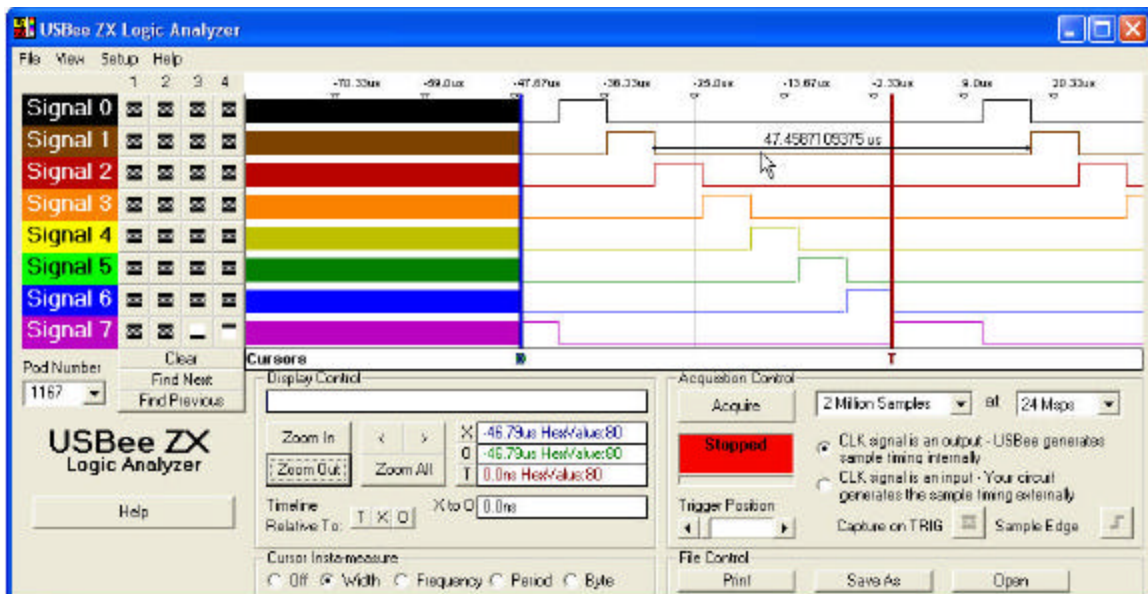 USBee ZX Logic Analyzer
File View Setup Help
1 2 3 4
-70.33us -59.0us -47.67us -36.33us -25.0us -13.67us -2.33us 9.0us 20.33us
Signal 0
Signal 1
47.4587109375 us
Signal 2
Signal 3
Signal 4
Signal 5
Signal 6
Signal 7
Cursors
T
Pod Number
1167
Clear
Find Next
Find Previous
USBee ZX
Logic Analyzer
Help
Display Control
Zoom In < >
Zoom Out Zoom All
X -46.79us HexValue:80
O -46.79us HexValue:80
T 0.0ns HexValue:80
Timeline
Relative To: T X O
X to O 0.0ns
Cursor Insta-measure
Off Width Frequency Period Byte
Acquisition Control
Acquire 2 Million Samples at 24 Msps
Stopped
CLK signal is an output - USBee generates
sample timing internally
CLK signal is an input - Your circuit
generates the sample timing externally
Trigger Position
Capture on TRIG Sample Edge
File Control
Print Save As Open